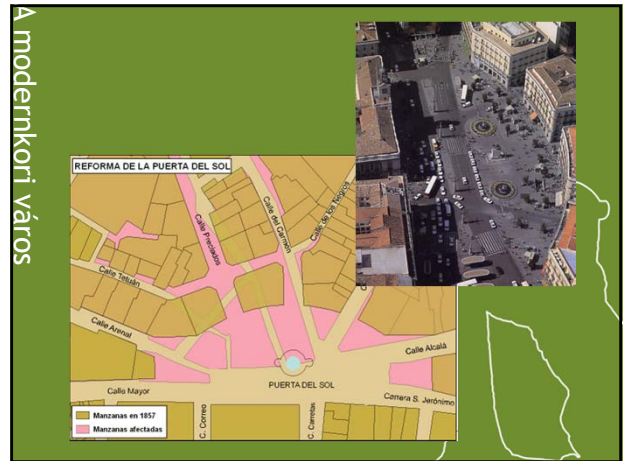 A modernkori város
REFORMA DE LA PUERTA DEL SOL
Calle Preciados
Calle del Carmen
Calle de los Negros
Calle Tetuán
Calle Arenal
Calle Alcalá
PUERTA DEL SOL
Calle Mayor
Carrera S. Jerónimo
C. Correo
C. Carretas
Manzanas en 1857
Manzanas afectadas